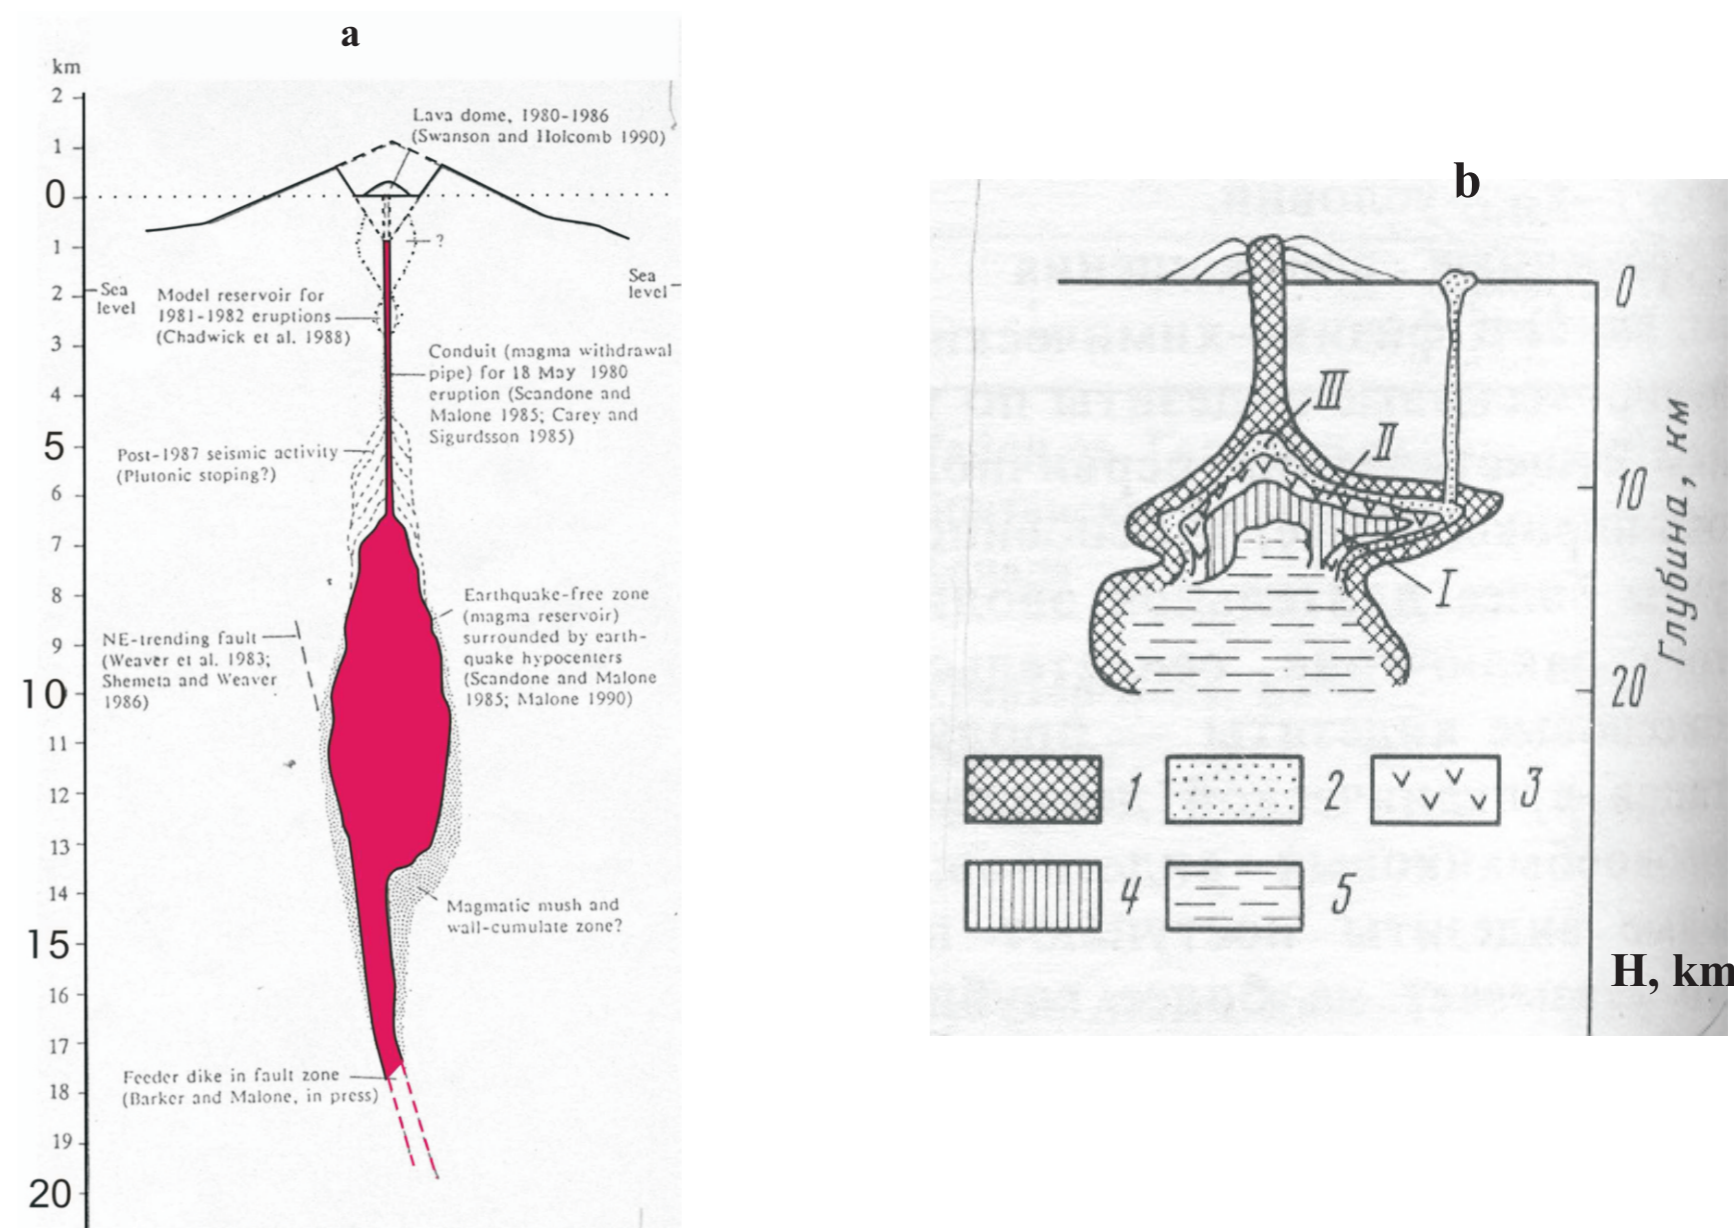 a
km
2
1
0
1
2
3
4
5
6
7
8
9
10
11
12
13
14
15
16
17
18
19
20
Lava dome, 1980-1986
(Swanson and Holcomb 1990)
?
Sea
level
Sea
level
Model reservoir for
1981-1982 eruptions
(Chadwick et al. 1988)
Conduit (magma withdrawal
pipe) for 18 May 1980
eruption (Scandone and
Malone 1985; Carey and
Sigurdsson 1985)
Post-1987 seismic activity
(Plutonic stoping?)
Earthquake-free zone
(magma reservoir)
surrounded by earth-
quake hypocenters
(Scandone and Malone
1985; Malone 1990)
NE-trending fault
(Weaver et al. 1983;
Shemeta and Weaver
1986)
Magmatic mush and
wall-cumulate zone?
Feeder dike in fault zone
(Barker and Malone, in press)
b
0
10
20
Глубина, км
III
II
I
1
2
3
4
5
H, km